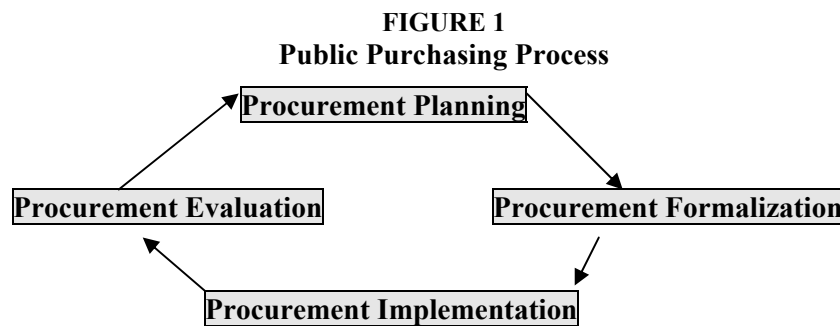 FIGURE 1
Public Purchasing Process
Procurement Planning
Procurement Evaluation
Procurement Formalization
Procurement Implementation